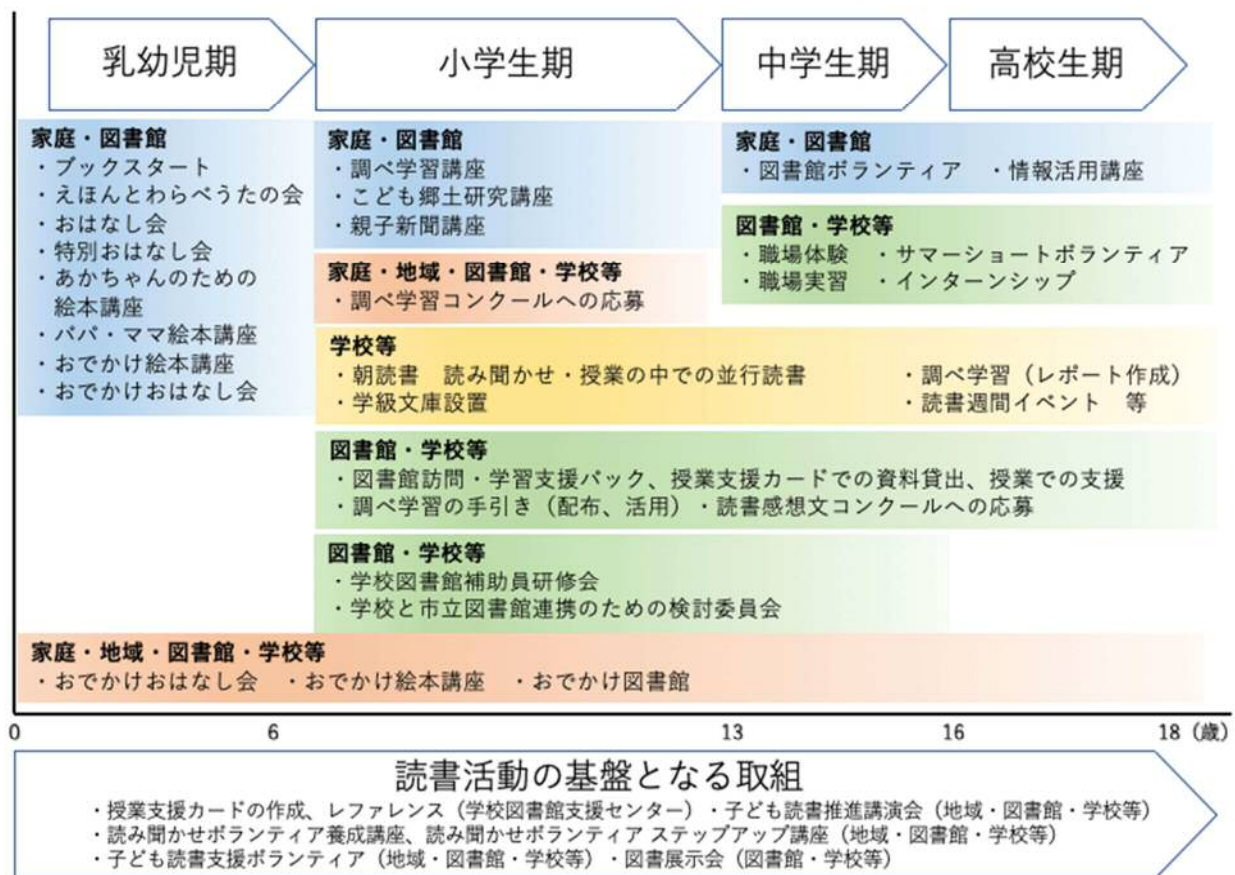 乳幼児期
小学生期
中学生期
高校生期
家庭・図書館
・ブックスタート
・えほんとわらべうたの会
・おはなし会
・特別おはなし会
・あかちゃんのための
絵本講座
・パパ・ママ絵本講座
・おでかけ絵本講座
・おでかけおはなし会
家庭・図書館
・調べ学習講座
・こども郷土研究講座
・親子新聞講座
家庭・図書館
・図書館ボランティア ・情報活用講座
図書館・学校等
・職場体験 ・サマーショートボランティア
・職場実習 ・インターンシップ
家庭・地域・図書館・学校等
・調べ学習コンクールへの応募
学校等
・朝読書 読み聞かせ・授業の中での並行読書 ・調べ学習（レポート作成）
・学級文庫設置 ・読書週間イベント 等
図書館・学校等
・図書館訪問・学習支援パック、授業支援カードでの資料貸出、授業での支援
・調べ学習の手引き（配布、活用）・読書感想文コンクールへの応募
図書館・学校等
・学校図書館補助員研修会
・学校と市立図書館連携のための検討委員会
家庭・地域・図書館・学校等
・おでかけおはなし会 ・おでかけ絵本講座 ・おでかけ図書館
0 6 13 16 18（歳）
読書活動の基盤となる取組
・授業支援カードの作成、レファレンス（学校図書館支援センター）・子ども読書推進講演会（地域・図書館・学校等）
・読み聞かせボランティア養成講座、読み聞かせボランティア ステップアップ講座（地域・図書館・学校等）
・子ども読書支援ボランティア（地域・図書館・学校等）・図書展示会（図書館・学校等）